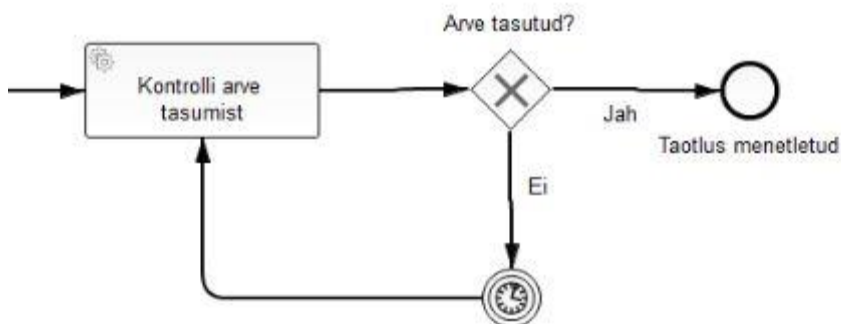 Arve tasutud?
Kontrolli arve
tasumist
Jah
Taotlus menetletud
Ei